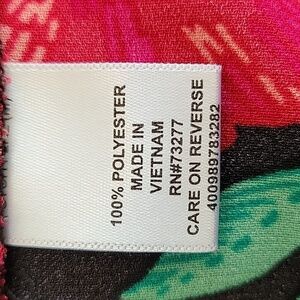 100% POLYESTER
MADE IN
VIETNAM
RN#73277
CARE ON REVERSE
400989783282